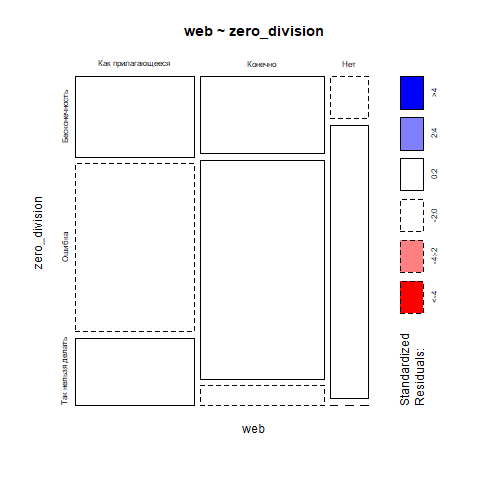 web ~ zero_division
Как прилагающееся
Конечно
Нет
Бесконечность
Ошибка
Так нельзя делать
zero_division
web
>4
2:4
0:2
-2:0
-4:-2
<-4
Standardized
Residuals: